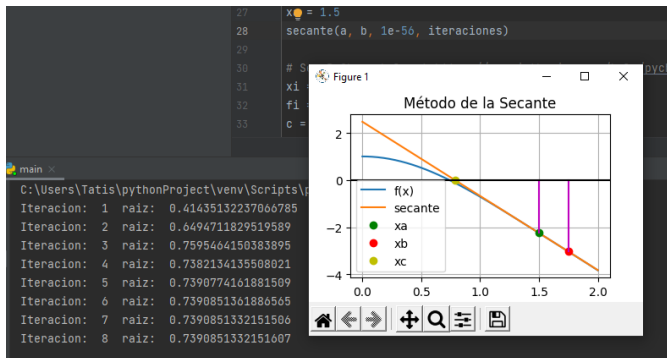 27 x = 1.5
28 secante(a, b, 1e-56, iteraciones)
29
30 # S
31 xi =
32 fi =
33 c =
Figure 1
Método de la Secante
2
0
−2
−4
f(x)
secante
xa
xb
xc
0.0 0.5 1.0 1.5 2.0
main
C:\Users\Tatis\pythonProject\venv\Scripts\p
Iteracion: 1 raiz: 0.41435132237066785
Iteracion: 2 raiz: 0.6494711829519589
Iteracion: 3 raiz: 0.7595464150383895
Iteracion: 4 raiz: 0.7382134135508021
Iteracion: 5 raiz: 0.7390774161881509
Iteracion: 6 raiz: 0.7390851361886565
Iteracion: 7 raiz: 0.7390851332151506
Iteracion: 8 raiz: 0.7390851332151607